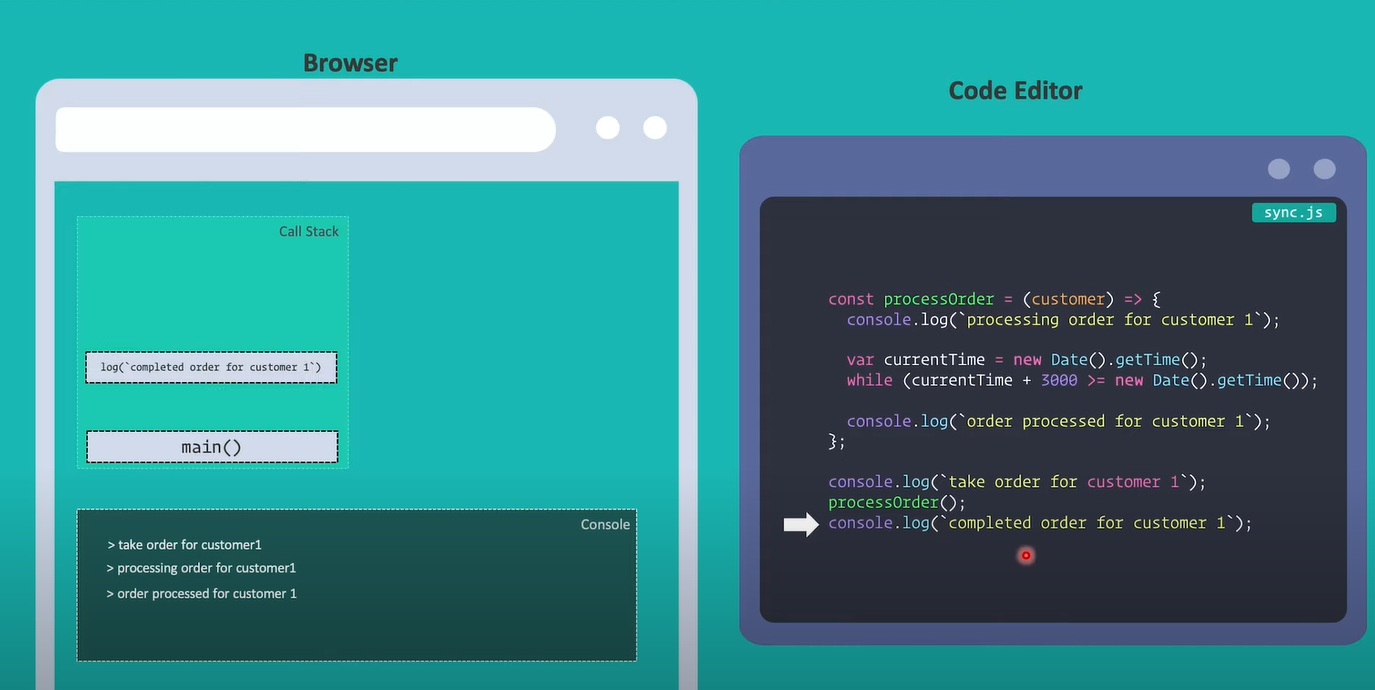 Browser
Call Stack
log(`completed order for customer 1`)
main()
Console
> take order for customer1
> processing order for customer1
> order processed for customer 1
Code Editor
sync.js
const processOrder = (customer) => {
  console.log(`processing order for customer 1`);
  var currentTime = new Date().getTime();
  while (currentTime + 3000 >= new Date().getTime());
  console.log(`order processed for customer 1`);
};
console.log(`take order for customer 1`);
processOrder();
console.log(`completed order for customer 1`);